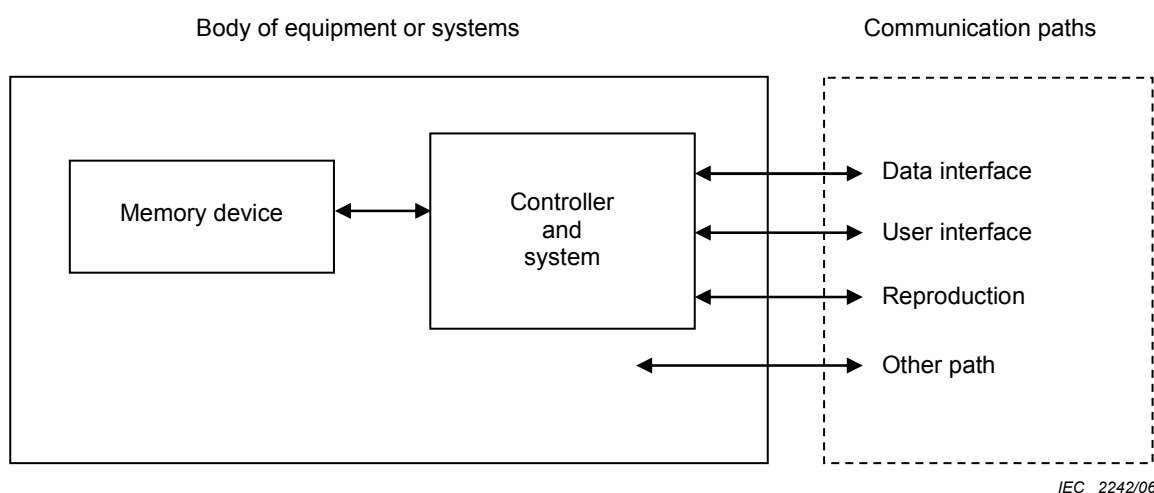 Body of equipment or systems
Communication paths
Memory device
Controller
and
system
Data interface
User interface
Reproduction
Other path
IEC 2242/06